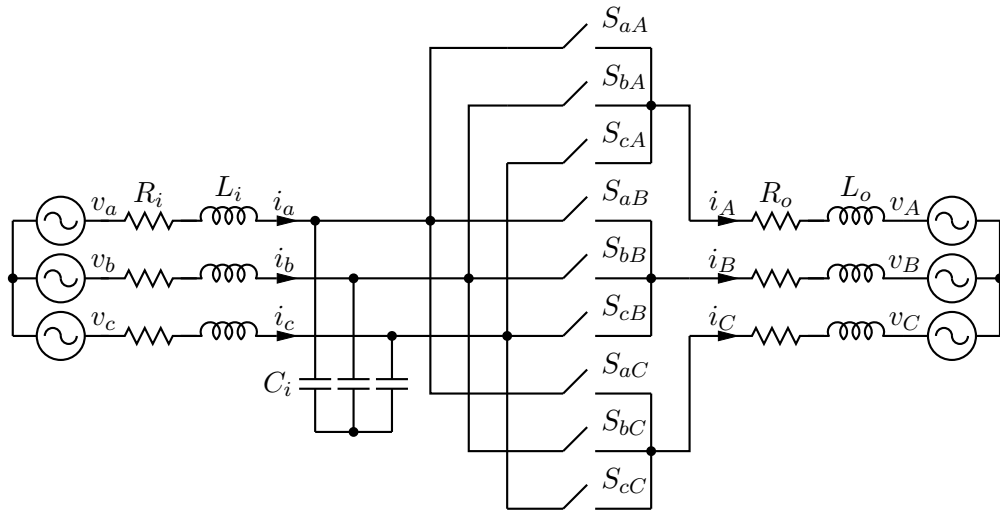 S_{aA}
S_{bA}
S_{cA}
v_a R_i L_i i_a S_{aB} i_A R_o L_o v_A
v_b i_b S_{bB} i_B v_B
v_c i_c S_{cB} i_C v_C
C_i S_{aC}
S_{bC}
S_{cC}